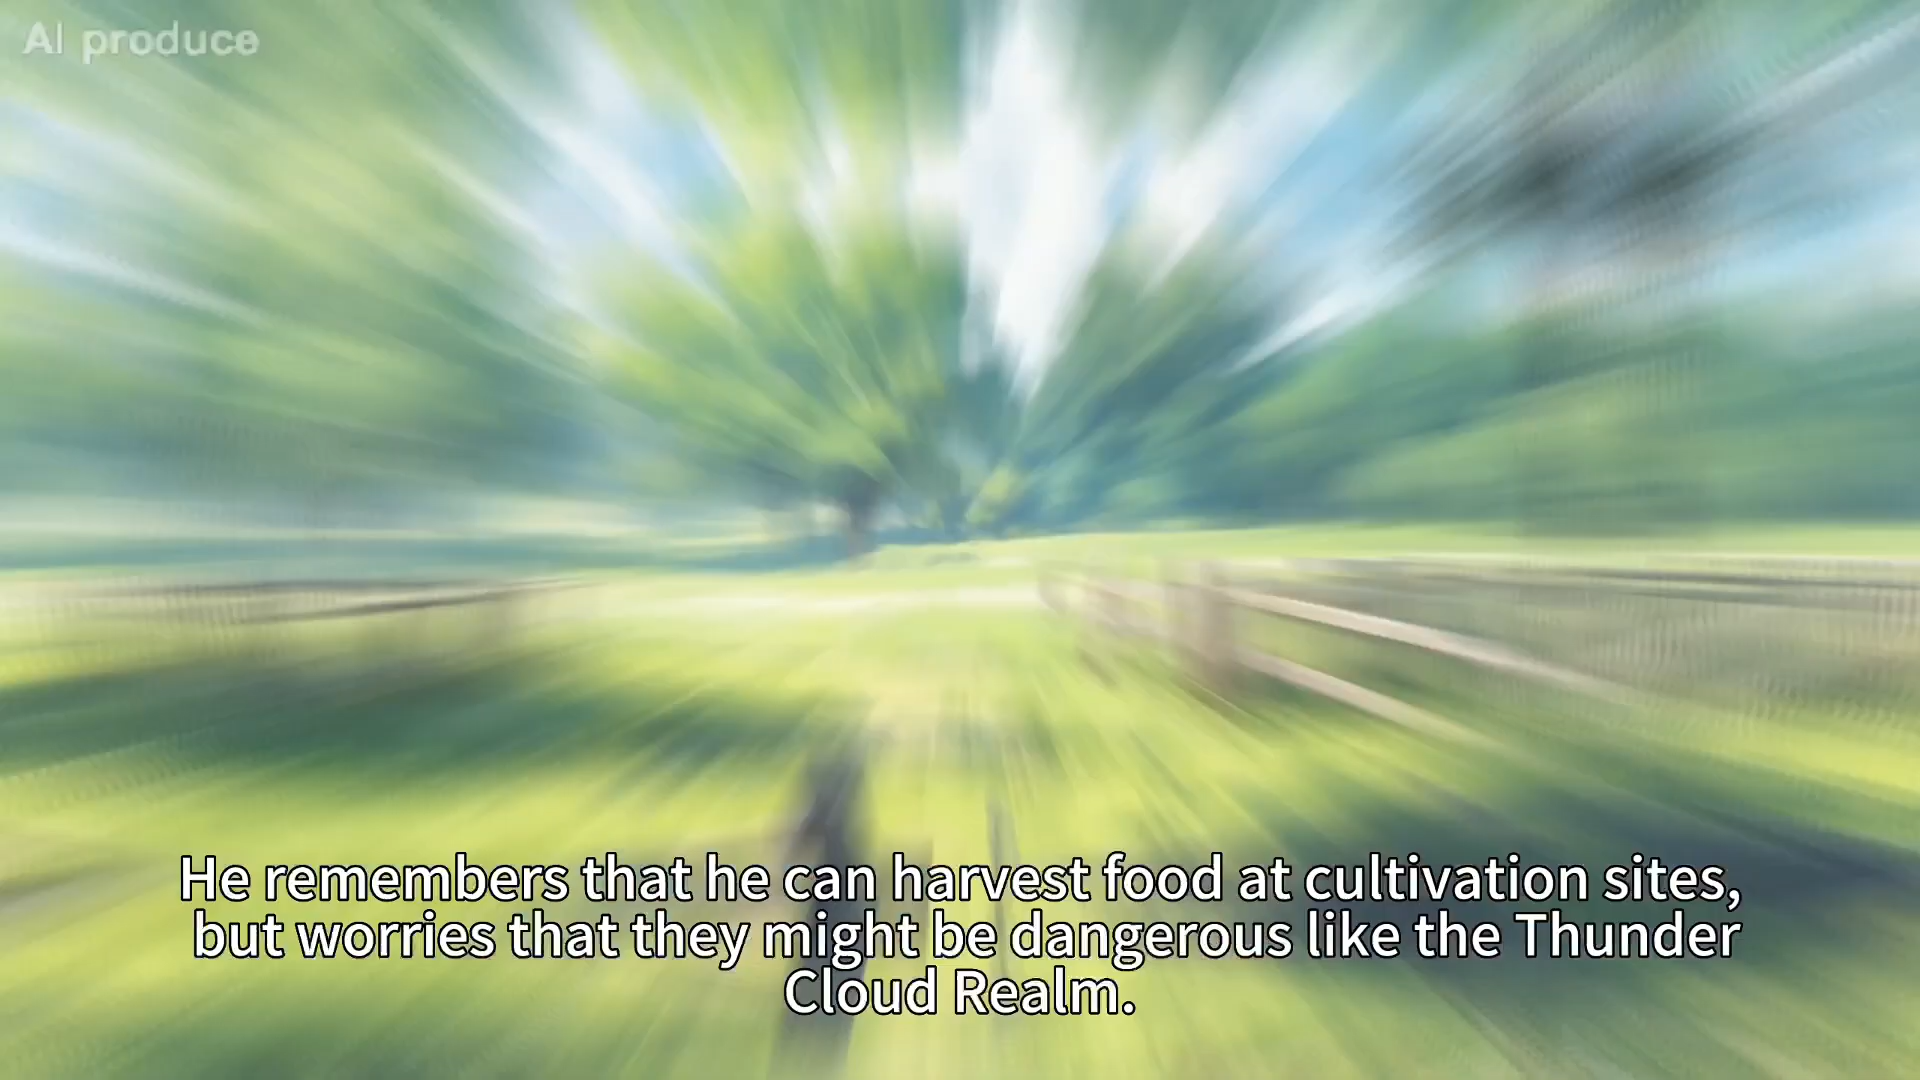 AI produce
He remembers that he can harvest food at cultivation sites,
but worries that they might be dangerous like the Thunder
Cloud Realm.